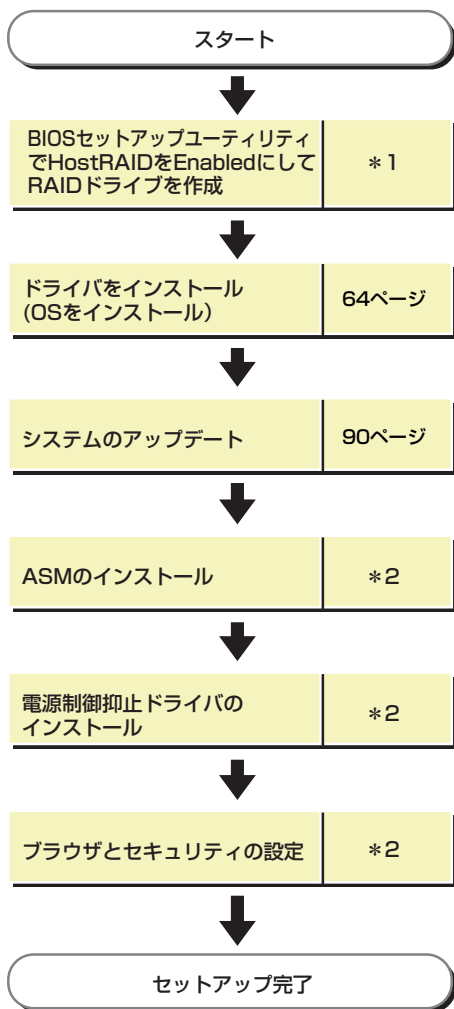 スタート
BIOSセットアップユーティリティ
でHostRAIDをEnabledにして
RAIDドライブを作成
＊1
ドライバをインストール
(OSをインストール）
64ページ
システムのアップデート
90ページ
ASMのインストール
＊2
電源制御抑止ドライバの
インストール
＊2
ブラウザとセキュリティの設定
＊2
セットアップ完了